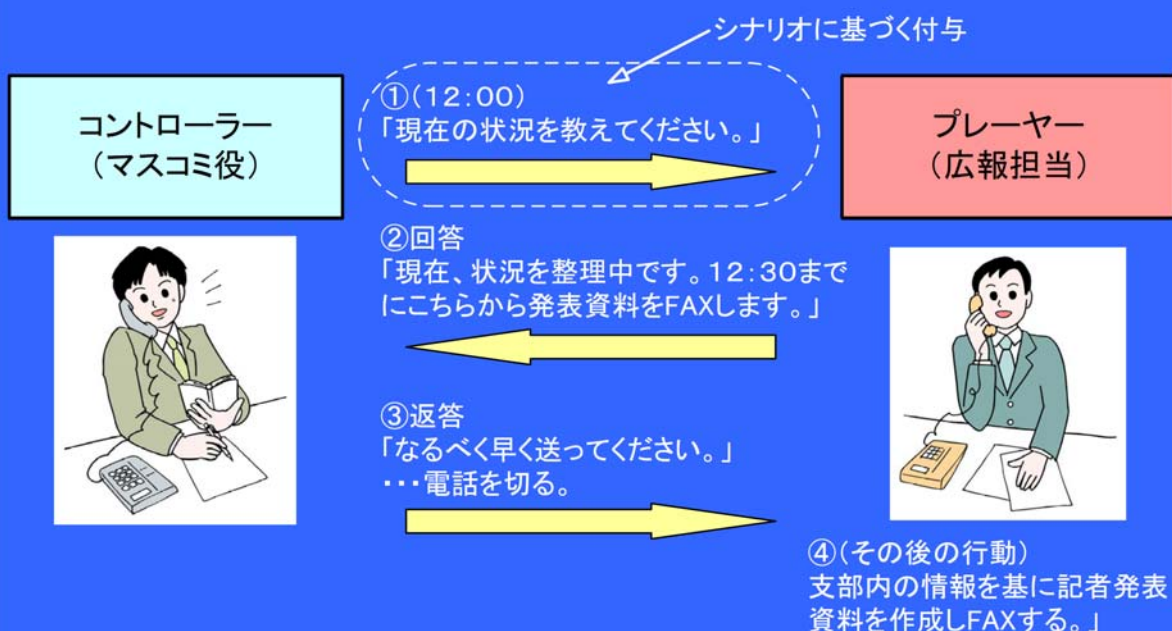 シナリオに基づく付与
コントローラー
（マスコミ役）
①（12：00）
「現在の状況を教えてください。」
プレーヤー
（広報担当）
②回答
「現在、状況を整理中です。12：30まで
にこちらから発表資料をFAXします。」
③返答
「なるべく早く送ってください。」
・・・電話を切る。
④（その後の行動）
支部内の情報を基に記者発表
資料を作成しFAXする。」